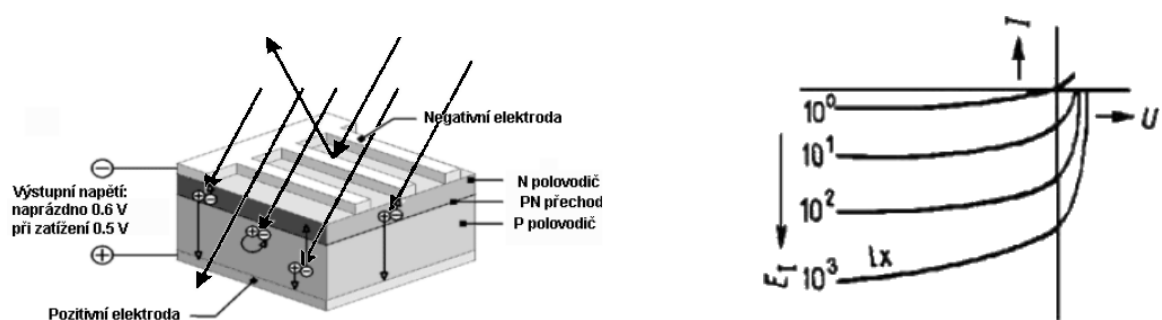 Negativní elektroda
⊖
Výstupní napětí:
naprázdno 0.6 V
při zatížení 0.5 V
⊕
N polovodič
PN přechod
P polovodič
Pozitivní elektroda
I
U
10⁰
10¹
10²
10³ lx
E_I